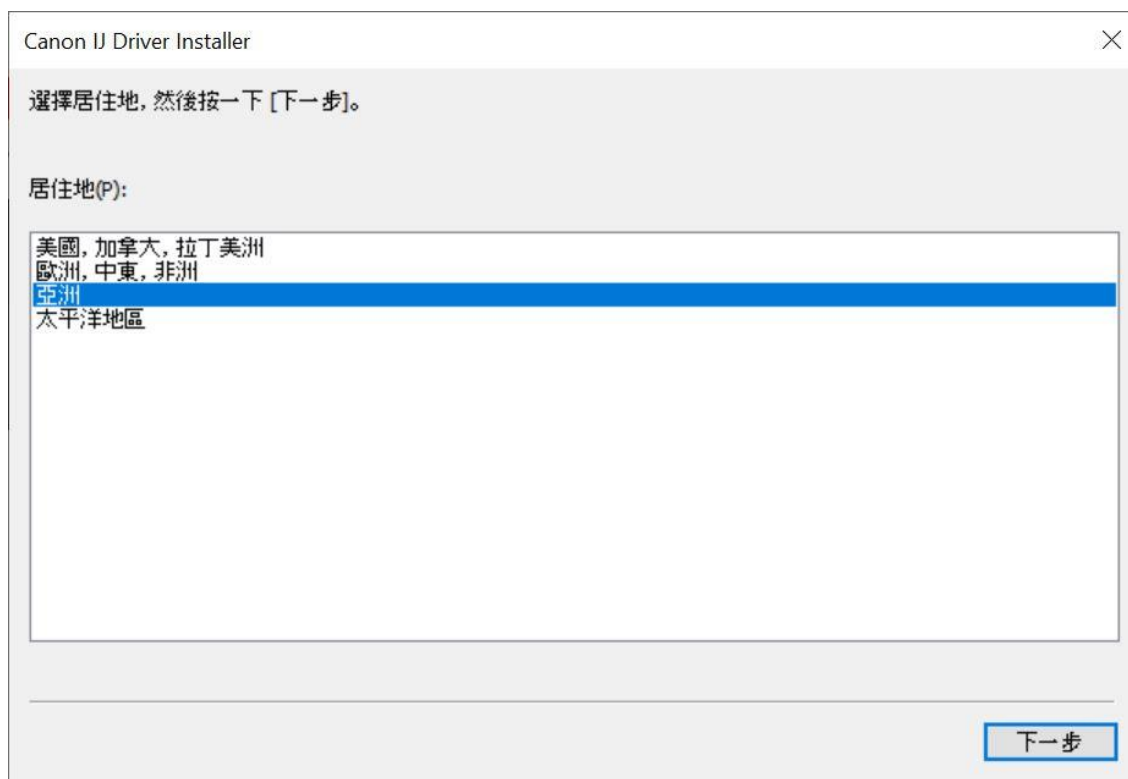 Canon IJ Driver Installer
選擇居住地, 然後按一下 [下一步]。
居住地(P):
美國, 加拿大, 拉丁美洲
歐洲, 中東, 非洲
亞洲
太平洋地區
下一步